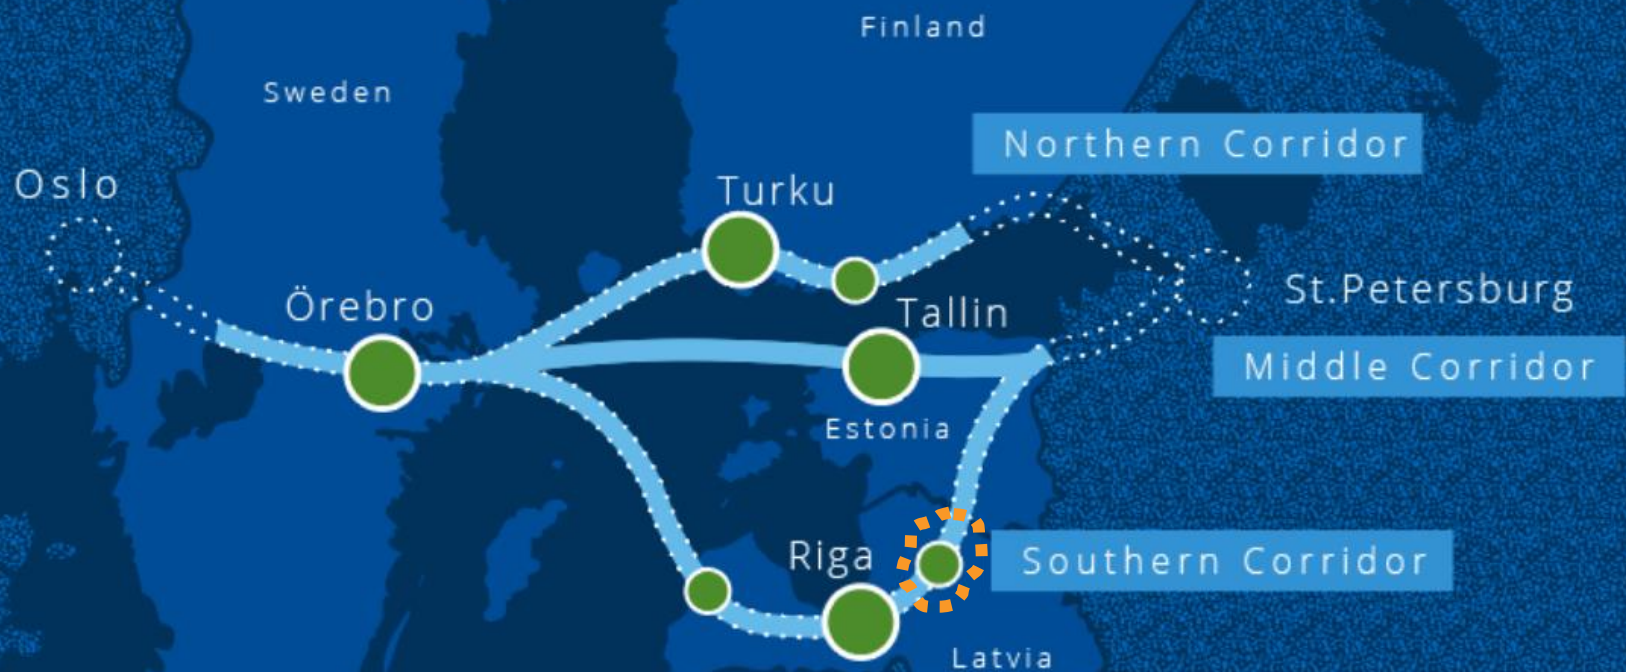 Finland
Sweden
Northern Corridor
Oslo
Turku
St.Petersburg
Örebro
Tallin
Middle Corridor
Estonia
Riga
Southern Corridor
Latvia